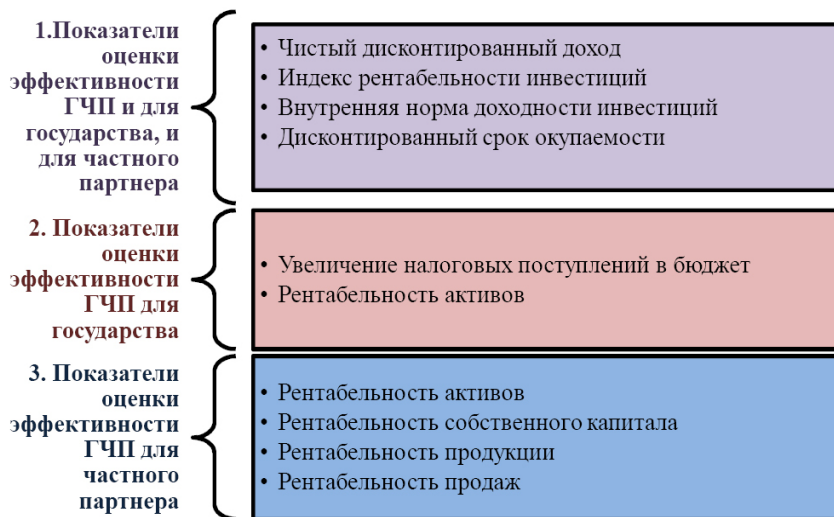 1.Показатели
оценки
эффективности
ГЧП и для
государства, и
для частного
партнера
• Чистый дисконтированный доход
• Индекс рентабельности инвестиций
• Внутренняя норма доходности инвестиций
• Дисконтированный срок окупаемости
2. Показатели
оценки
эффективности
ГЧП для
государства
• Увеличение налоговых поступлений в бюджет
• Рентабельность активов
3. Показатели
оценки
эффективности
ГЧП для
частного
партнера
• Рентабельность активов
• Рентабельность собственного капитала
• Рентабельность продукции
• Рентабельность продаж